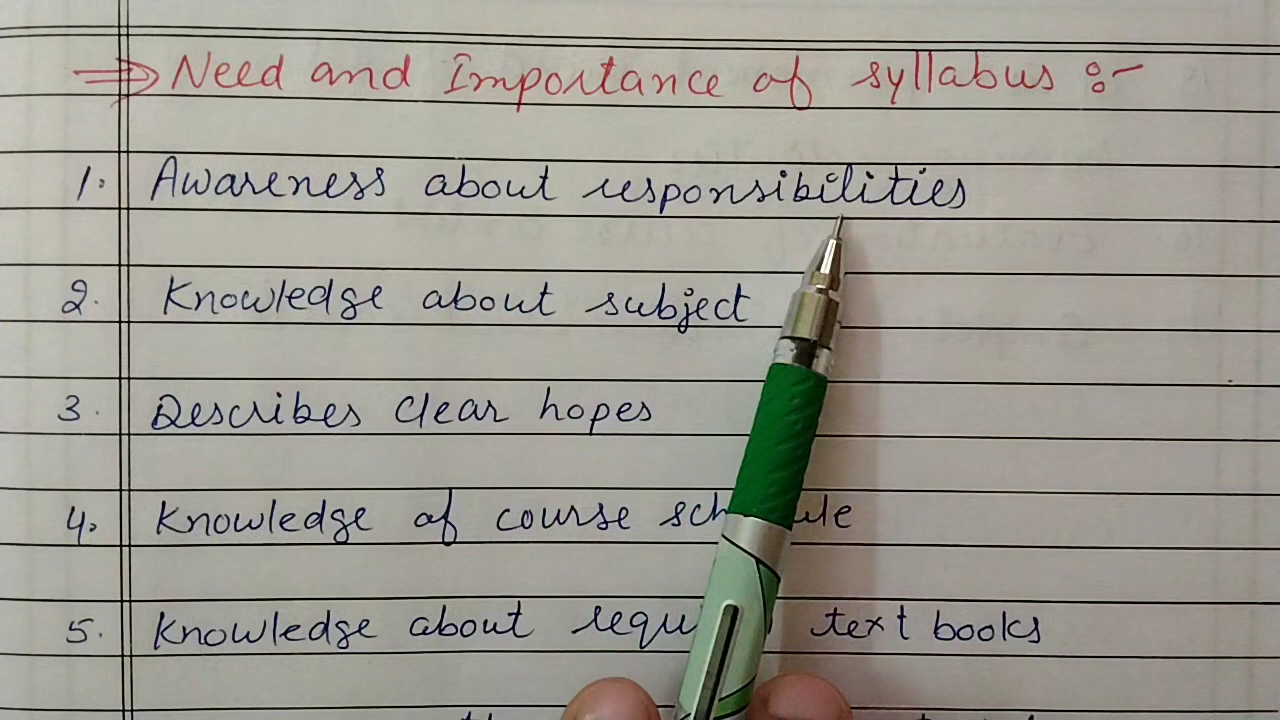 ⇒ Need and Importance of syllabus :-
1. Awareness about responsibilities
2. Knowledge about subject
3. Describes clear hopes
4. Knowledge of course
5. Knowledge about text books